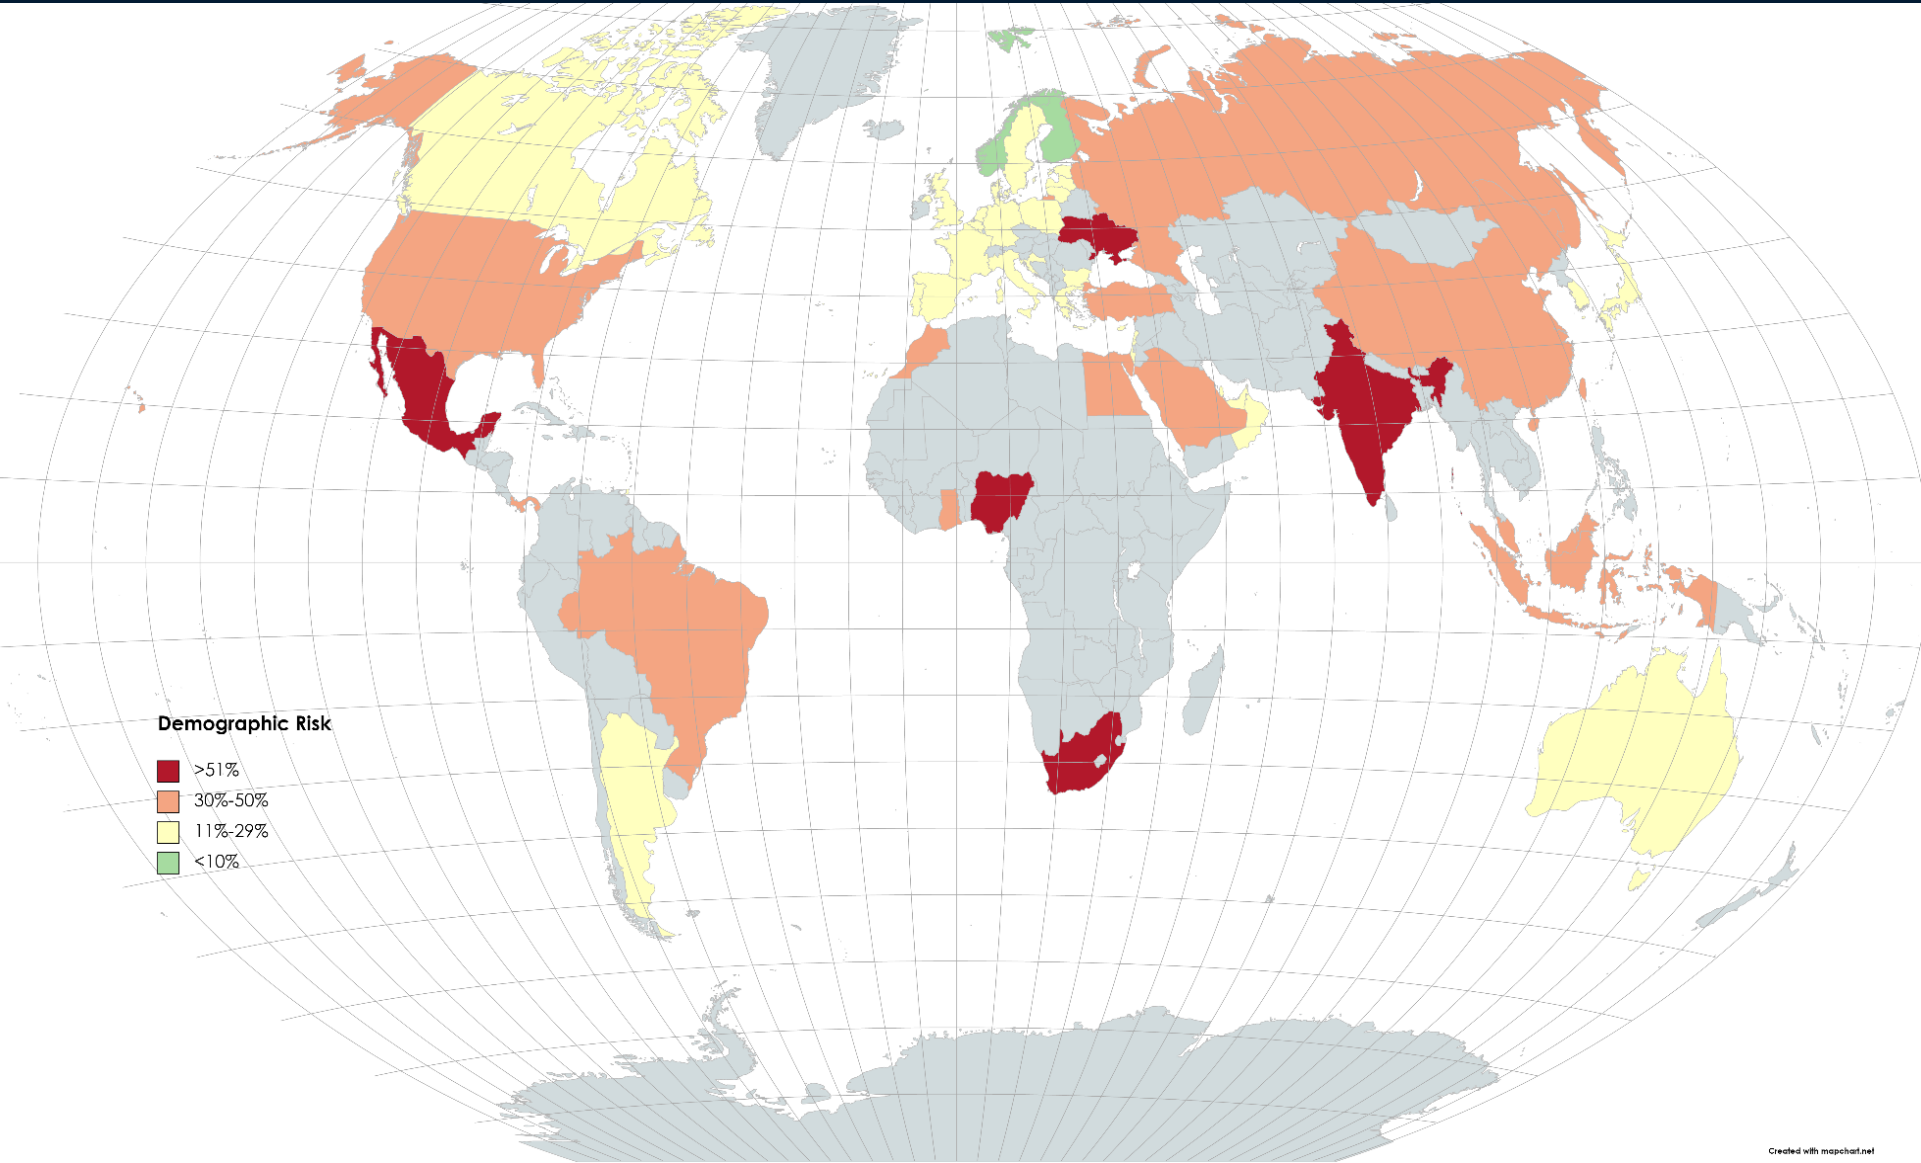 Demographic Risk
>51%
30%-50%
11%-29%
<10%
Created with mapchart.net